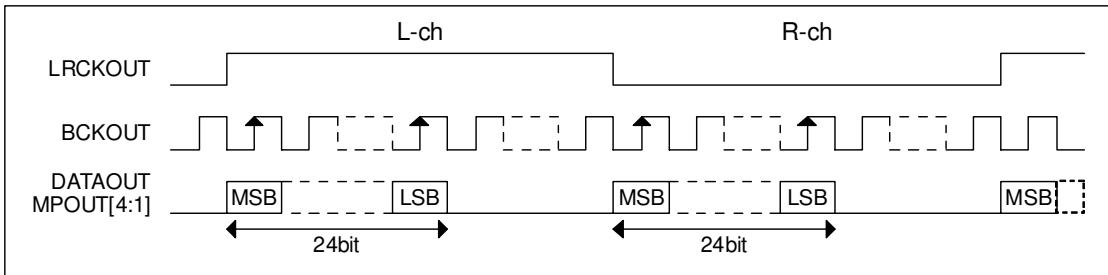 L-ch
R-ch
LRCKOUT
BCKOUT
DATAOUT
MPOUT[4:1]
MSB
LSB
MSB
LSB
MSB
24bit
24bit